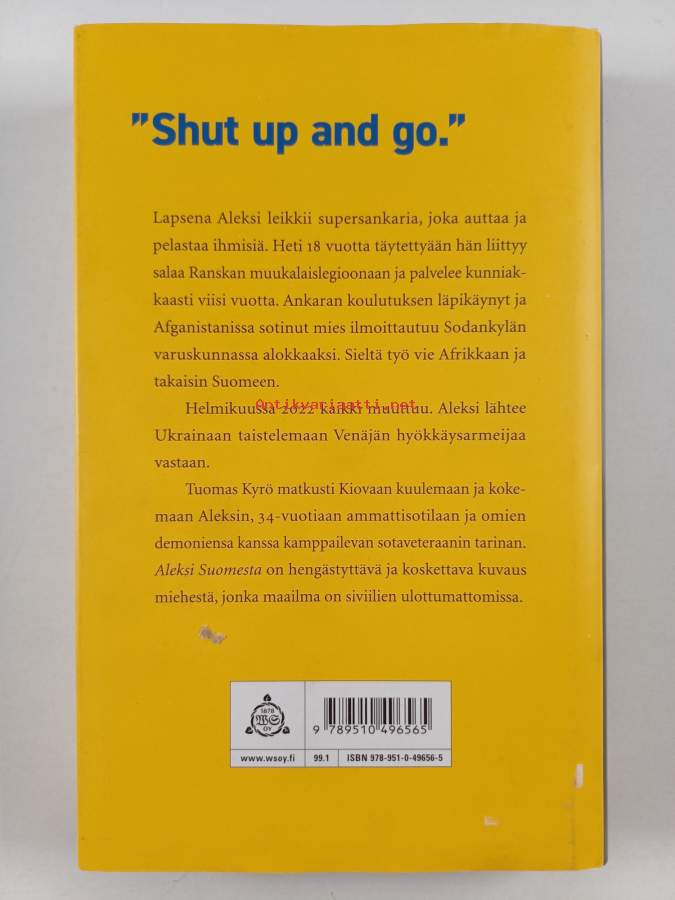 ”Shut up and go.”
Lapsena Aleksi leikkii supersankaria, joka auttaa ja
pelastaa ihmisiä. Heti 18 vuotta täytettyään hän liittyy
salaa Ranskan muukalaislegioonaan ja palvelee kunniak-
kaasti viisi vuotta. Ankaran koulutuksen läpikäynyt ja
Afganistanissa sotinut mies ilmoittautuu Sodankylän
varuskunnassa alokkaaksi. Sieltä työ vie Afrikkaan ja
takaisin Suomeen.
Antikvariaatti.net
Helmikuussa 2022 kaikki muuttuu. Aleksi lähtee
Ukrainaan taistelemaan Venäjän hyökkäysarmeijaa
vastaan.
Tuomas Kyrö matkusti Kiovaan kuulemaan ja koke-
maan Aleksin, 34-vuotiaan ammattisotilaan ja omien
demoniensa kanssa kamppailevan sotaveteraanin tarinan.
Aleksi Suomesta on hengästyttävä ja koskettava kuvaus
miehestä, jonka maailma on siviilien ulottumattomissa.
1878
WS
OY
9 789510 496565
www.wsoy.fi 99.1 ISBN 978-951-0-49656-5